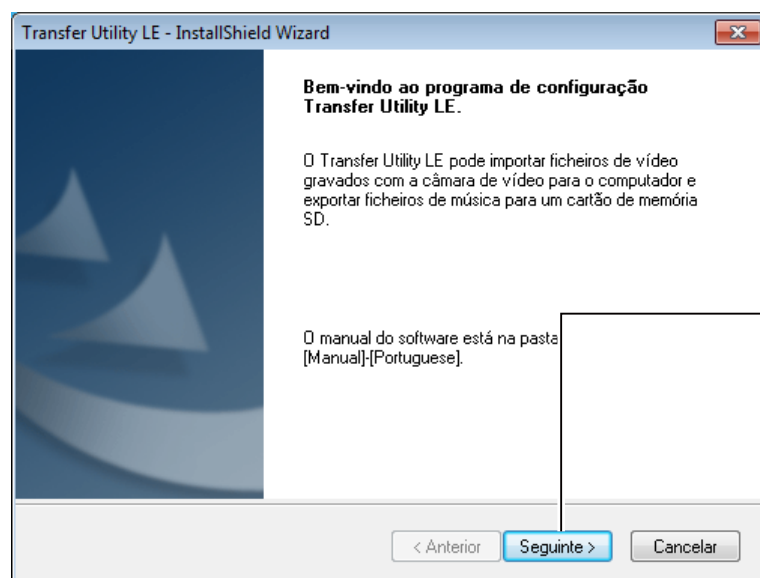 Transfer Utility LE - InstallShield Wizard
Bem-vindo ao programa de configuração
Transfer Utility LE.
O Transfer Utility LE pode importar ficheiros de vídeo
gravados com a câmara de vídeo para o computador e
exportar ficheiros de música para um cartão de memória
SD.
O manual do software está na pasta
[Manual]-[Portuguese].
< Anterior
Seguinte >
Cancelar